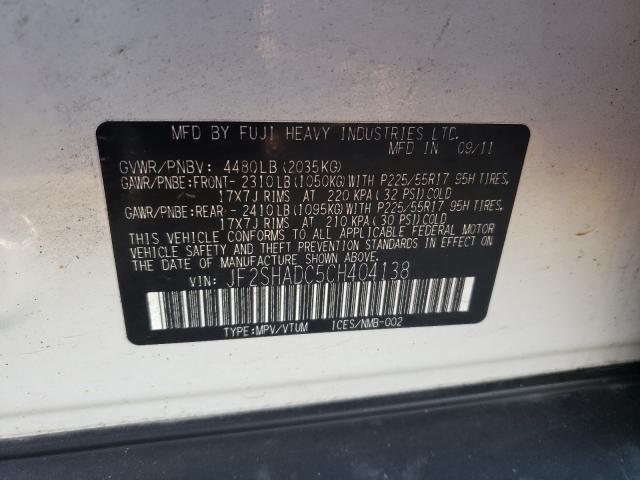 MFD BY FUJI HEAVY INDUSTRIES LTD.
MFD IN 09/11
GVWR/PNBV: 4480LB (2035KG)
GAWR/PNBE:FRONT- 2310LB(1050KG)WITH P225/55R17 95H TIRES,
17X7J RIMS AT 220 KPA(32 PSI)COLD
GAWR/PNBE:REAR - 2410LB(1095KG)WITH P225/55R17 95H TIRES,
17X7J RIMS AT 210 KPA(30 PSI)COLD
THIS VEHICLE CONFORMS TO ALL APPLICABLE FEDERAL MOTOR
VEHICLE SAFETY AND THEFT PREVENTION STANDARDS IN EFFECT ON
THE DATE OF MANUFACTURE SHOWN ABOVE.
VIN: JF2SHADC5CH404138
TYPE:MPV/VTUM ICES/NMB-002